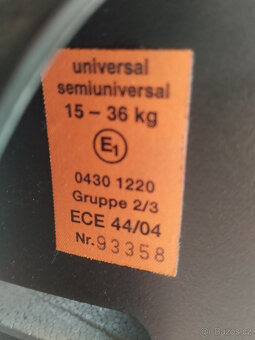 universal
semiuniversal
15 – 36 kg
E1
0430 1220
Gruppe 2/3
ECE 44/04
Nr. 93358